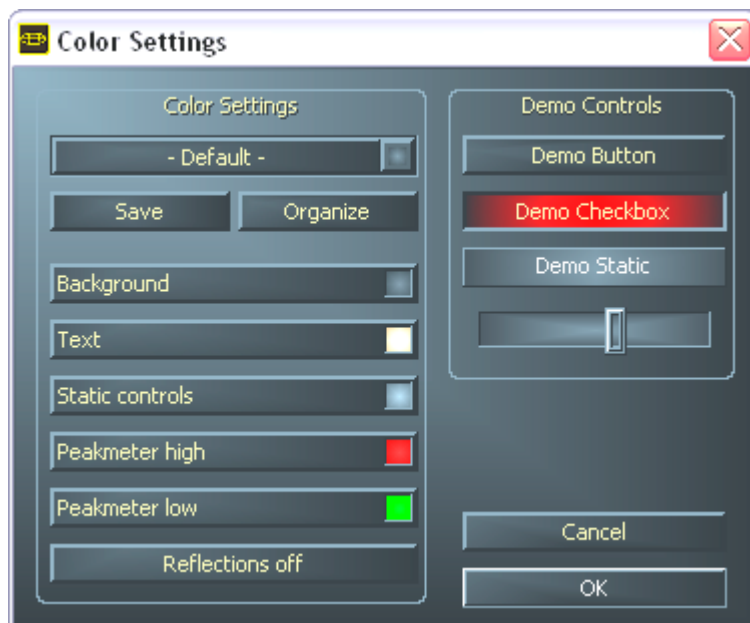 Color Settings
Color Settings
- Default -
Save
Organize
Background
Text
Static controls
Peakmeter high
Peakmeter low
Reflections off
Demo Controls
Demo Button
Demo Checkbox
Demo Static
Cancel
OK